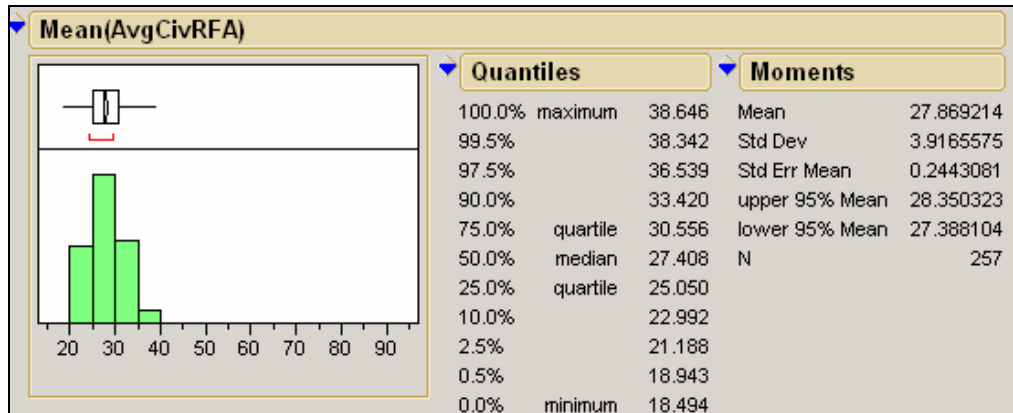 Mean(AvgCivRFA)
20 30 40 50 60 70 80 90
Quantiles
100.0% maximum 38.646
99.5% 38.342
97.5% 36.539
90.0% 33.420
75.0% quartile 30.556
50.0% median 27.408
25.0% quartile 25.050
10.0% 22.992
2.5% 21.188
0.5% 18.943
0.0% minimum 18.494
Moments
Mean 27.869214
Std Dev 3.9165575
Std Err Mean 0.2443081
upper 95% Mean 28.350323
lower 95% Mean 27.388104
N 257